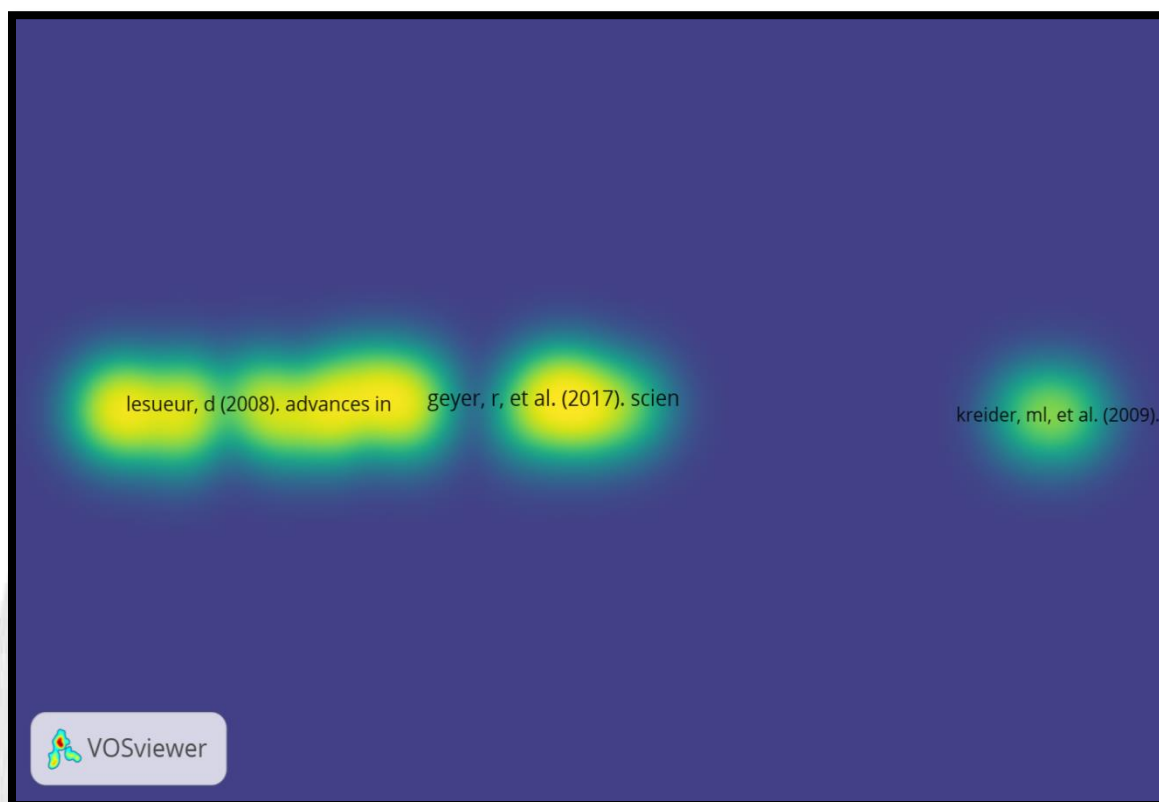 lesueur, d (2008). advances in
geyer, r, et al. (2017). scien
kreider, ml, et al. (2009).
VOSviewer